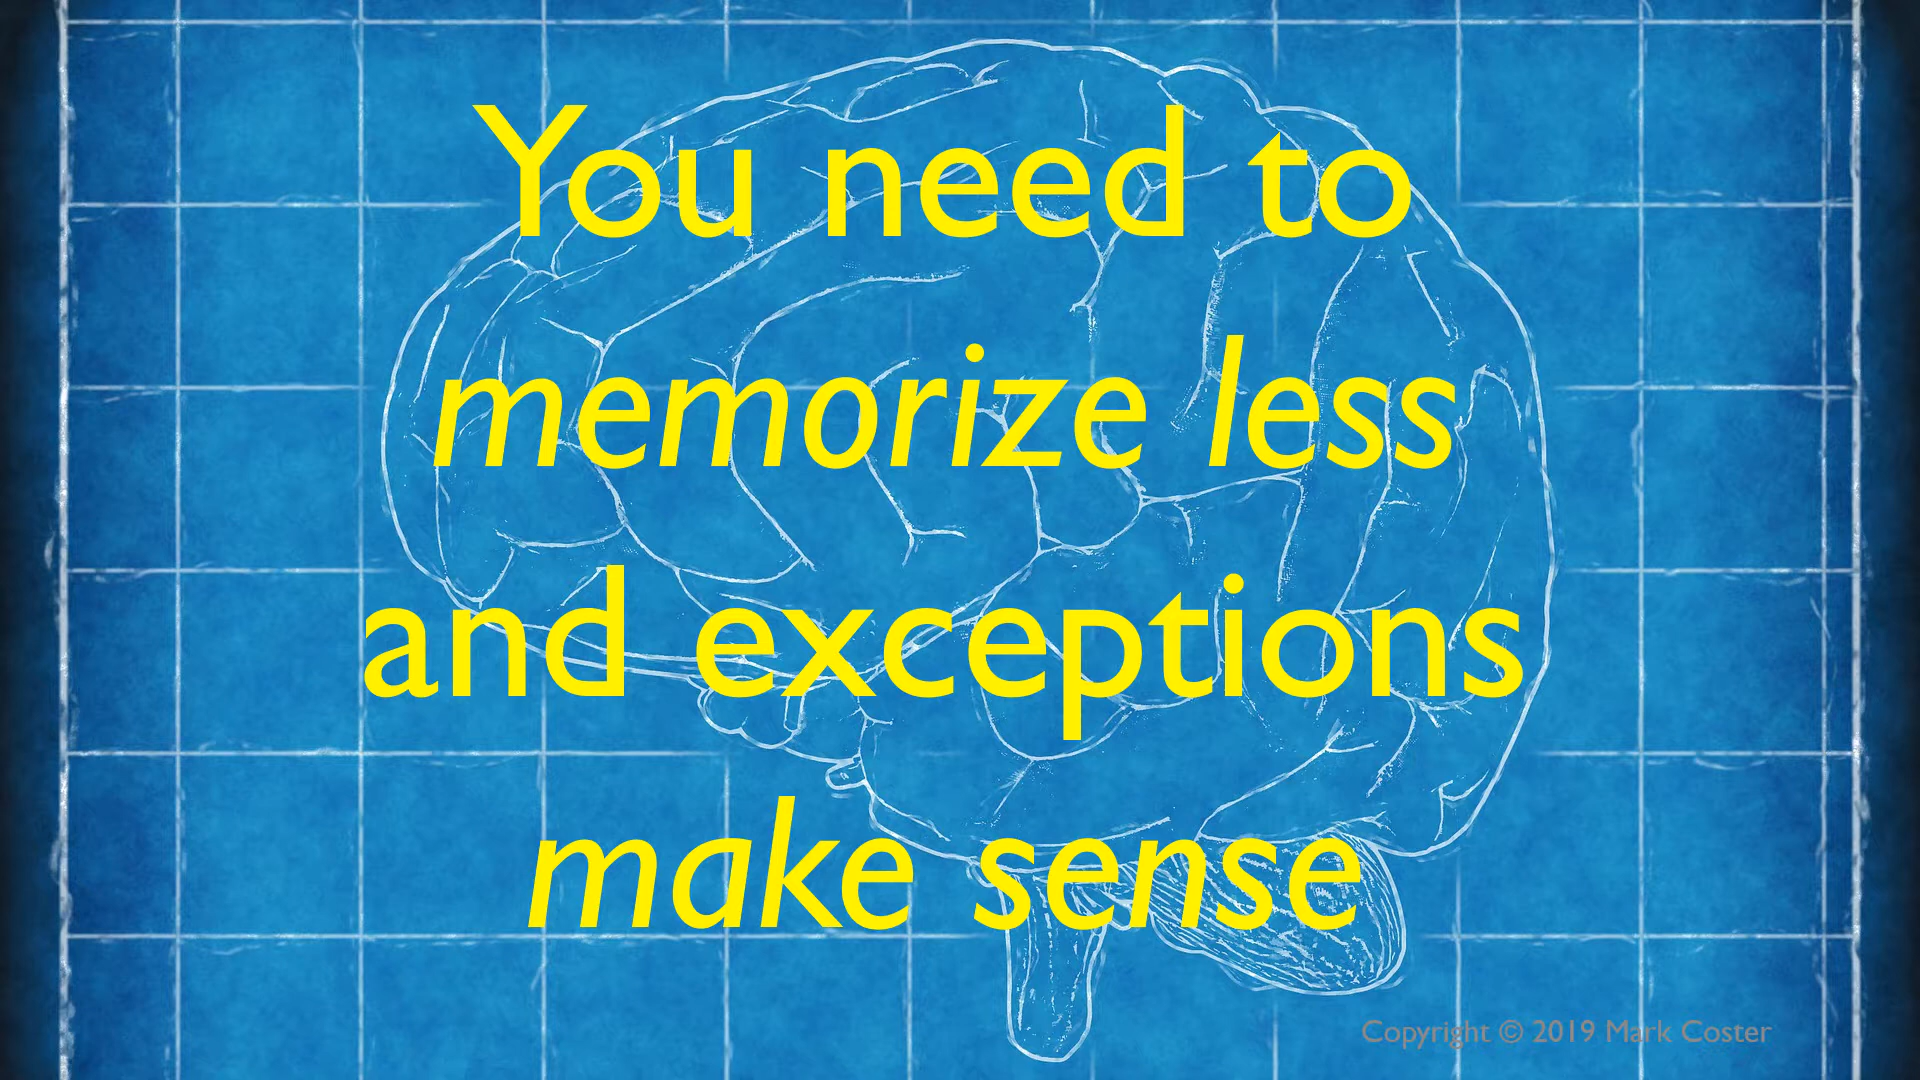 You need to
memorize less
and exceptions
make sense
Copyright © 2019 Mark Coster